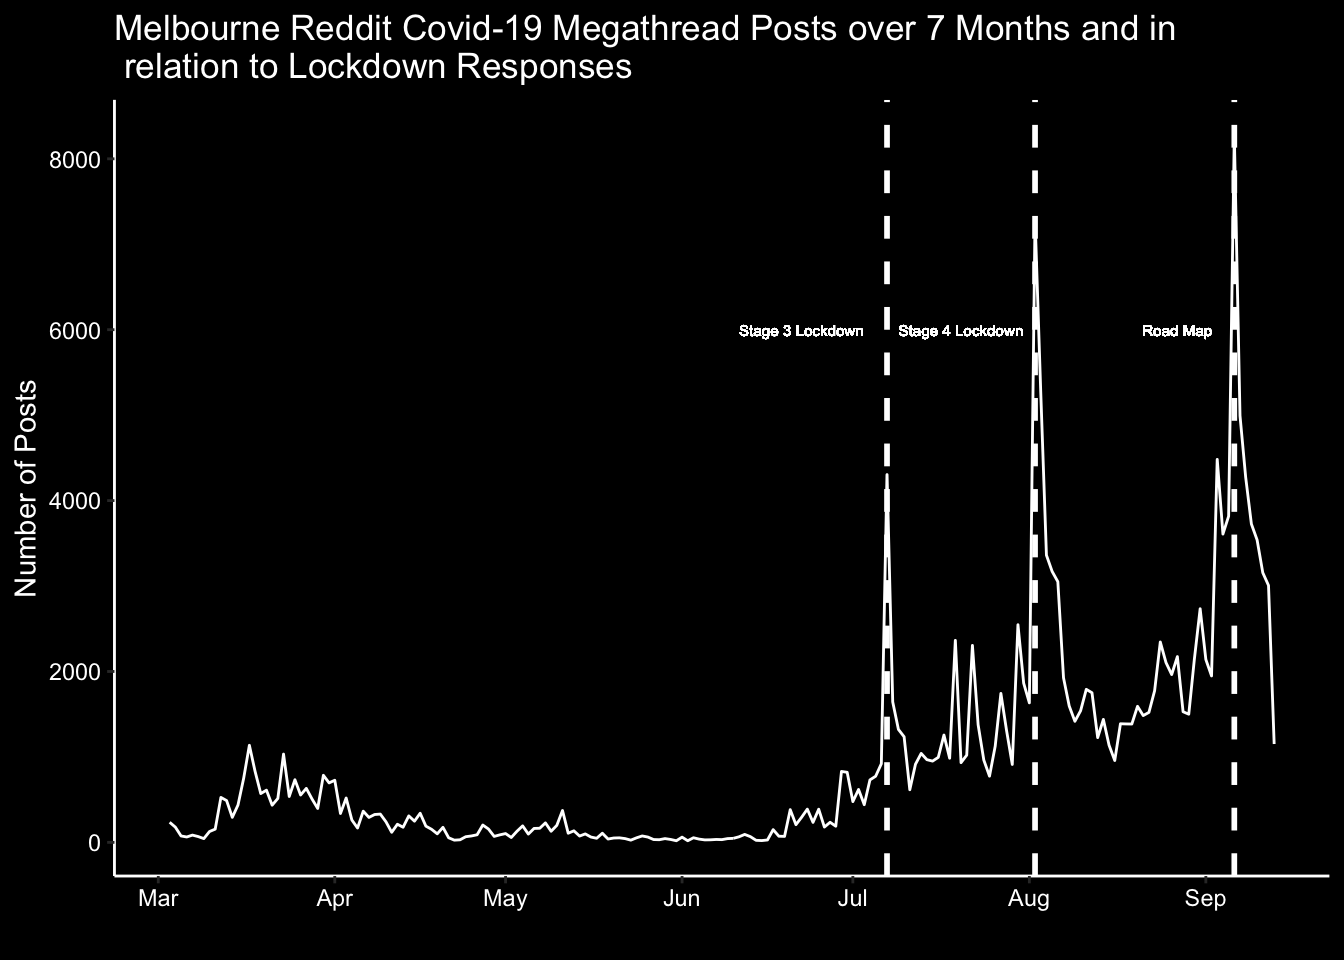 Melbourne Reddit Covid-19 Megathread Posts over 7 Months and in
relation to Lockdown Responses
Number of Posts
8000
6000
4000
2000
0
Stage 3 Lockdown
Stage 4 Lockdown
Road Map
Mar
Apr
May
Jun
Jul
Aug
Sep